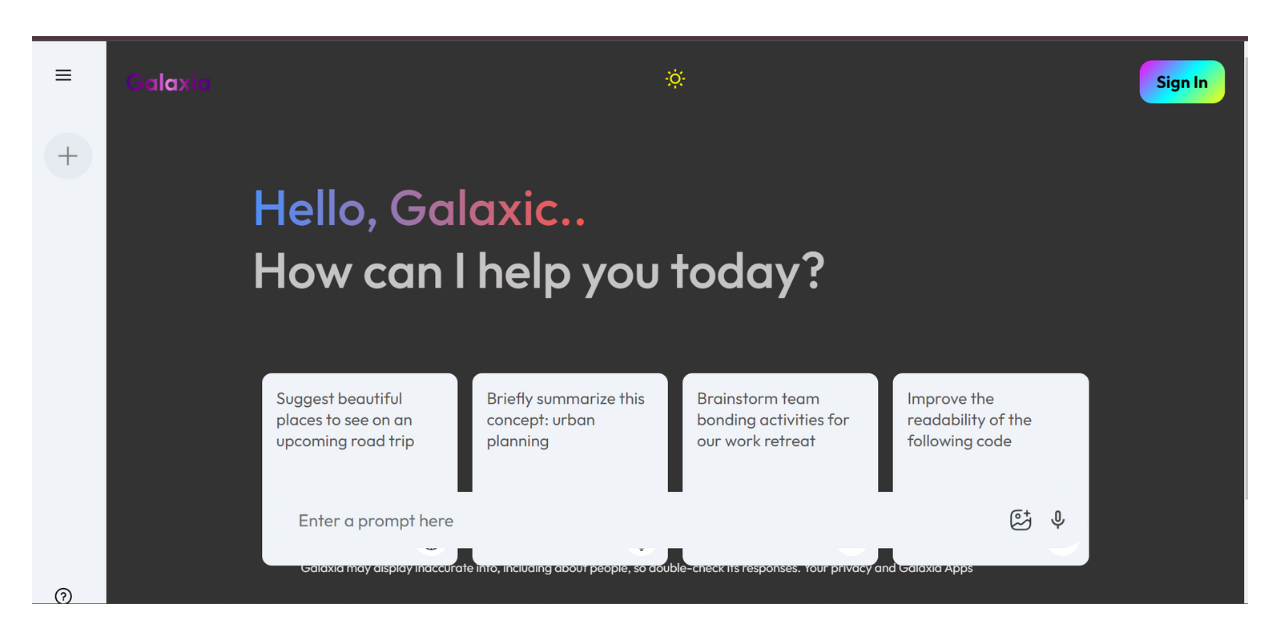 Galaxia
Sign In
Hello, Galaxic..
How can I help you today?
Suggest beautiful
places to see on an
upcoming road trip
Briefly summarize this
concept: urban
planning
Brainstorm team
bonding activities for
our work retreat
Improve the
readability of the
following code
Enter a prompt here
Galaxia may display inaccurate info, including about people, so double-check its responses. Your privacy and Galaxia Apps